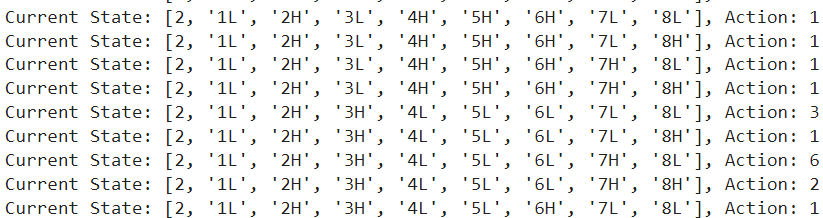 Current State: [2, '1L', '2H', '3L', '4H', '5H', '6H', '7L', '8L'], Action: 1
Current State: [2, '1L', '2H', '3L', '4H', '5H', '6H', '7L', '8H'], Action: 1
Current State: [2, '1L', '2H', '3L', '4H', '5H', '6H', '7H', '8L'], Action: 1
Current State: [2, '1L', '2H', '3L', '4H', '5H', '6H', '7H', '8H'], Action: 1
Current State: [2, '1L', '2H', '3H', '4L', '5L', '6L', '7L', '8L'], Action: 3
Current State: [2, '1L', '2H', '3H', '4L', '5L', '6L', '7L', '8H'], Action: 1
Current State: [2, '1L', '2H', '3H', '4L', '5L', '6L', '7H', '8L'], Action: 6
Current State: [2, '1L', '2H', '3H', '4L', '5L', '6L', '7H', '8H'], Action: 2
Current State: [2, '1L', '2H', '3H', '4L', '5L', '6H', '7L', '8L'], Action: 1